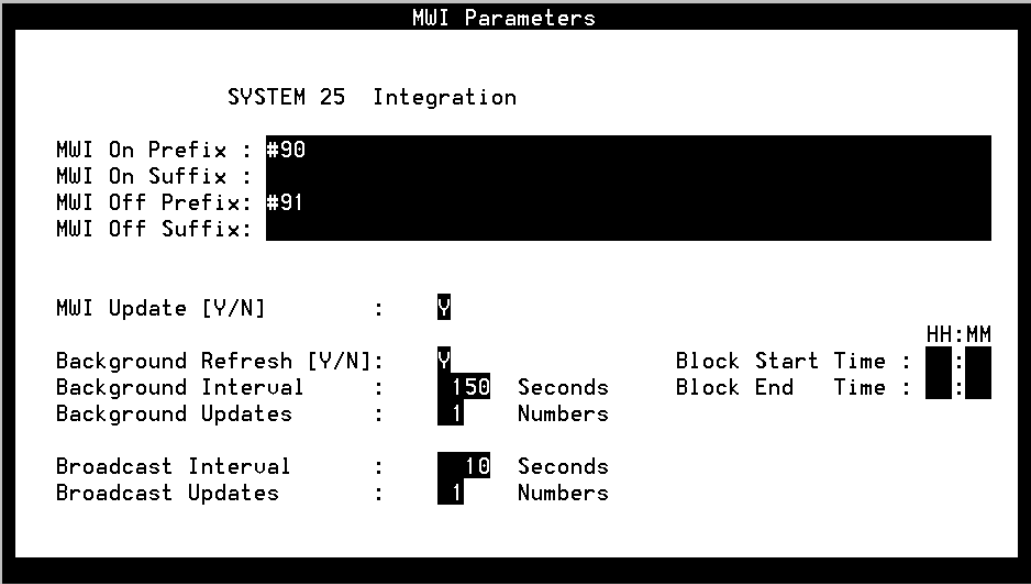 MWI Parameters
SYSTEM 25 Integration
MWI On Prefix : #90
MWI On Suffix :
MWI Off Prefix: #91
MWI Off Suffix:
MWI Update [Y/N] : Y
HH:MM
Background Refresh [Y/N]: Y Block Start Time : :
Background Interval : 150 Seconds Block End Time : :
Background Updates : 1 Numbers
Broadcast Interval : 10 Seconds
Broadcast Updates : 1 Numbers